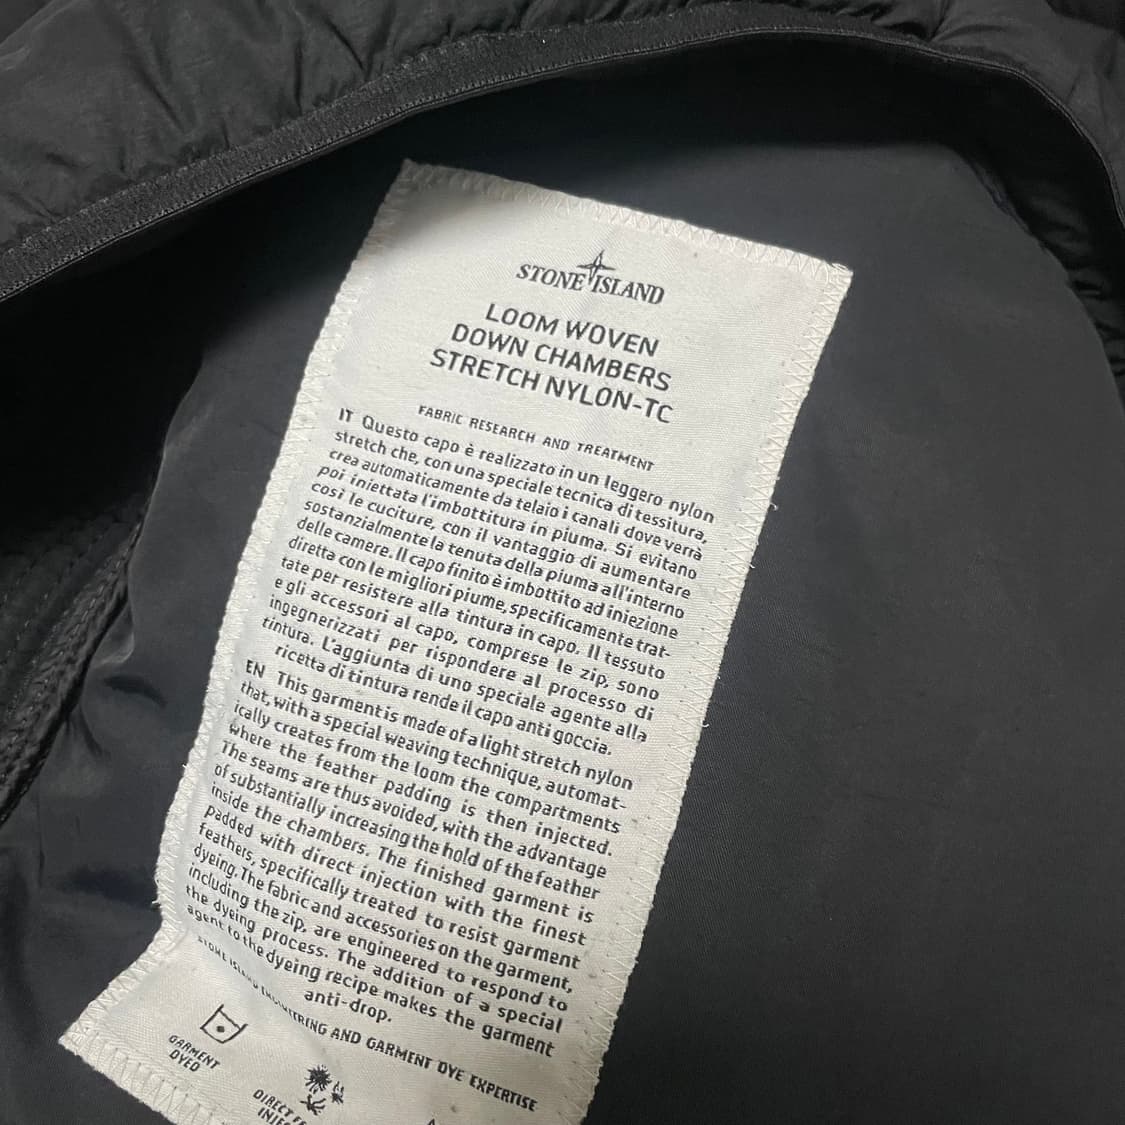 STONE ISLAND
LOOM WOVEN
DOWN CHAMBERS
STRETCH NYLON-TC
FABRIC RESEARCH AND TREATMENT
IT Questo capo è realizzato in un leggero nylon
stretch che, con una speciale tecnica di tessitura,
crea automaticamente da telaio i canali dove verrà
poi iniettata l'imbottitura in piuma. Si evitano
così le cuciture, con il vantaggio di aumentare
sostanzialmente la tenuta della piuma all'interno
delle camere. Il capo finito è imbottito ad iniezione
diretta con le migliori piume, specificamente trat-
tate per resistere alla tintura in capo. Il tessuto
e gli accessori al capo, comprese le zip, sono
ingegnerizzati per rispondere al processo di
tintura. L'aggiunta di uno speciale agente alla
ricetta di tintura rende il capo anti goccia.
EN This garment is made of a light stretch nylon
that, with a special weaving technique, automat-
ically creates from the loom the compartments
where the feather padding is then injected.
The seams are thus avoided, with the advantage
of substantially increasing the hold of the feather
inside the chambers. The finished garment is
padded with direct injection with the finest
feathers, specifically treated to resist garment
dyeing. The fabric and accessories on the garment,
including the zip, are engineered to respond to
the dyeing process. The addition of a special
agent to the dyeing recipe makes the garment
anti-drop.
STONE ISLAND ENGINEERING AND GARMENT DYE EXPERTISE
GARMENT
DYED
DIRECT